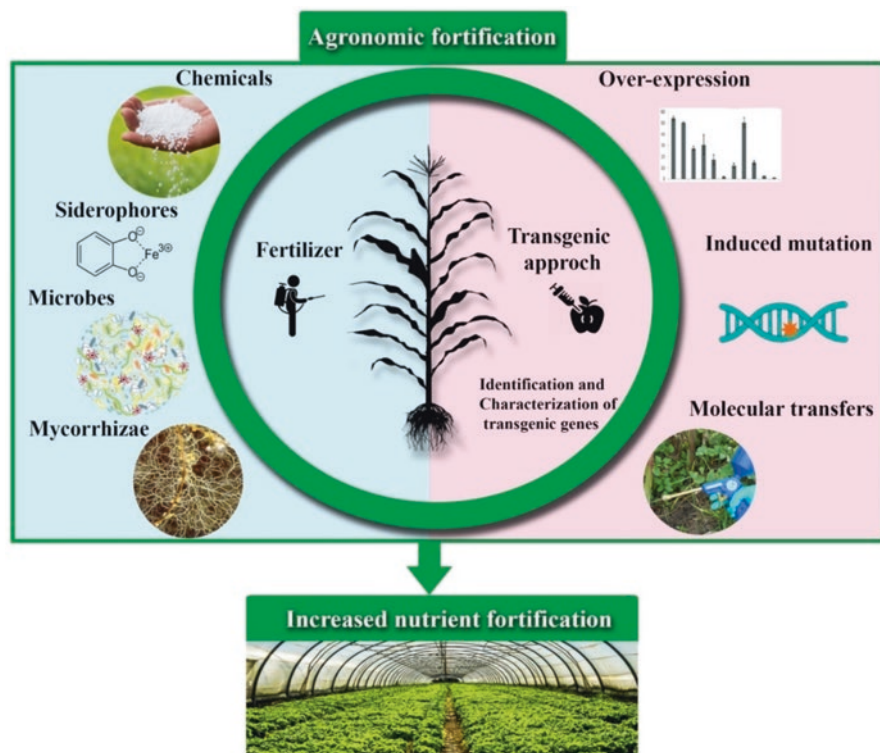 Agronomic fortification
Chemicals
Siderophores
O⊖
Fe3⊕
O⊖
Microbes
Mycorrhizae
Fertilizer
Transgenic
approch
Identification and
Characterization of
transgenic genes
Over-expression
Induced mutation
Molecular transfers
Increased nutrient fortification